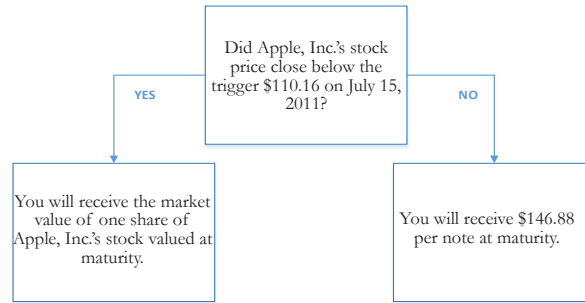 Did Apple, Inc.'s stock
price close below the
trigger $110.16 on July 15,
2011?
YES
NO
You will receive the market
value of one share of
Apple, Inc.'s stock valued at
maturity.
You will receive $146.88
per note at maturity.